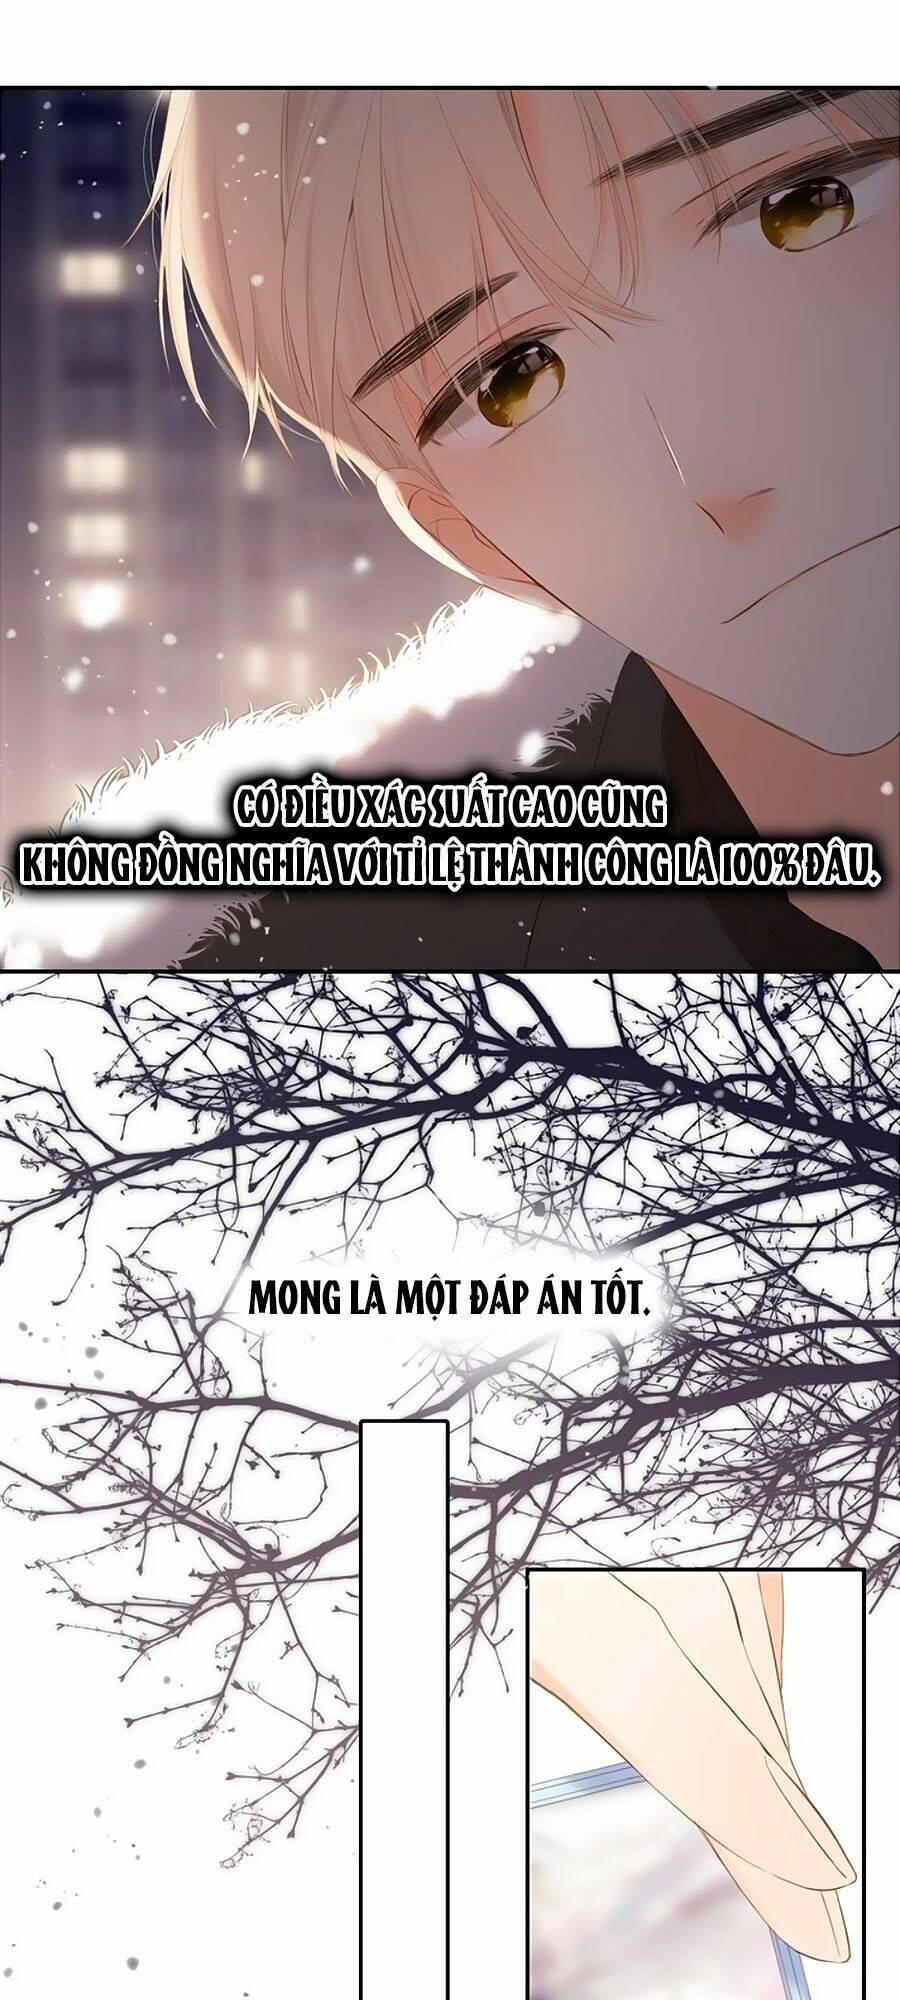 CÓ ĐIỀU XÁC SUẤT CAO CŨNG
KHÔNG ĐỒNG NGHĨA VỚI TỈ LỆ THÀNH CÔNG LÀ 100% ĐÂU.
MONG LÀ MỘT ĐÁP ÁN TỐT.